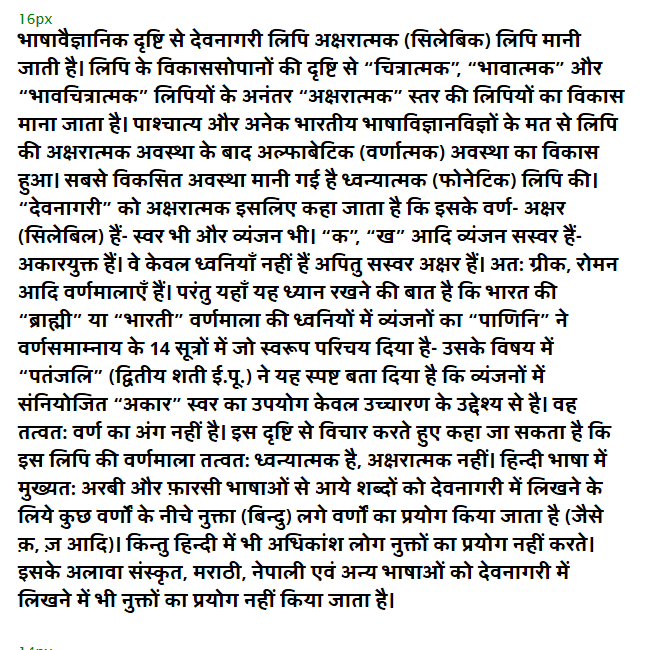 16px
भाषावैज्ञानिक दृष्टि से देवनागरी लिपि अक्षरात्मक (सिलेबिक) लिपि मानी
जाती है। लिपि के विकाससोपानों की दृष्टि से “चित्रात्मक”, “भावात्मक” और
“भावचित्रात्मक” लिपियों के अनंतर “अक्षरात्मक” स्तर की लिपियों का विकास
माना जाता है। पाश्चात्य और अनेक भारतीय भाषाविज्ञानविज्ञों के मत से लिपि
की अक्षरात्मक अवस्था के बाद अल्फाबेटिक (वर्णात्मक) अवस्था का विकास
हुआ। सबसे विकसित अवस्था मानी गई है ध्वन्यात्मक (फोनेटिक) लिपि की।
“देवनागरी” को अक्षरात्मक इसलिए कहा जाता है कि इसके वर्ण- अक्षर
(सिलेबिल) हैं- स्वर भी और व्यंजन भी। “क”, “ख” आदि व्यंजन सस्वर हैं-
अकारयुक्त हैं। वे केवल ध्वनियाँ नहीं हैं अपितु सस्वर अक्षर हैं। अत: ग्रीक, रोमन
आदि वर्णमालाएँ हैं। परंतु यहाँ यह ध्यान रखने की बात है कि भारत की
“ब्राह्मी” या “भारती” वर्णमाला की ध्वनियों में व्यंजनों का “पाणिनि” ने
वर्णसमाम्नाय के 14 सूत्रों में जो स्वरूप परिचय दिया है- उसके विषय में
“पतंजलि” (द्वितीय शती ई.पू.) ने यह स्पष्ट बता दिया है कि व्यंजनों में
संनियोजित “अकार” स्वर का उपयोग केवल उच्चारण के उद्देश्य से है। वह
तत्वत: वर्ण का अंग नहीं है। इस दृष्टि से विचार करते हुए कहा जा सकता है कि
इस लिपि की वर्णमाला तत्वत: ध्वन्यात्मक है, अक्षरात्मक नहीं। हिन्दी भाषा में
मुख्यत: अरबी और फ़ारसी भाषाओं से आये शब्दों को देवनागरी में लिखने के
लिये कुछ वर्णों के नीचे नुक्ता (बिन्दु) लगे वर्णों का प्रयोग किया जाता है (जैसे
क़, ज़ आदि)। किन्तु हिन्दी में भी अधिकांश लोग नुक्तों का प्रयोग नहीं करते।
इसके अलावा संस्कृत, मराठी, नेपाली एवं अन्य भाषाओं को देवनागरी में
लिखने में भी नुक्तों का प्रयोग नहीं किया जाता है।